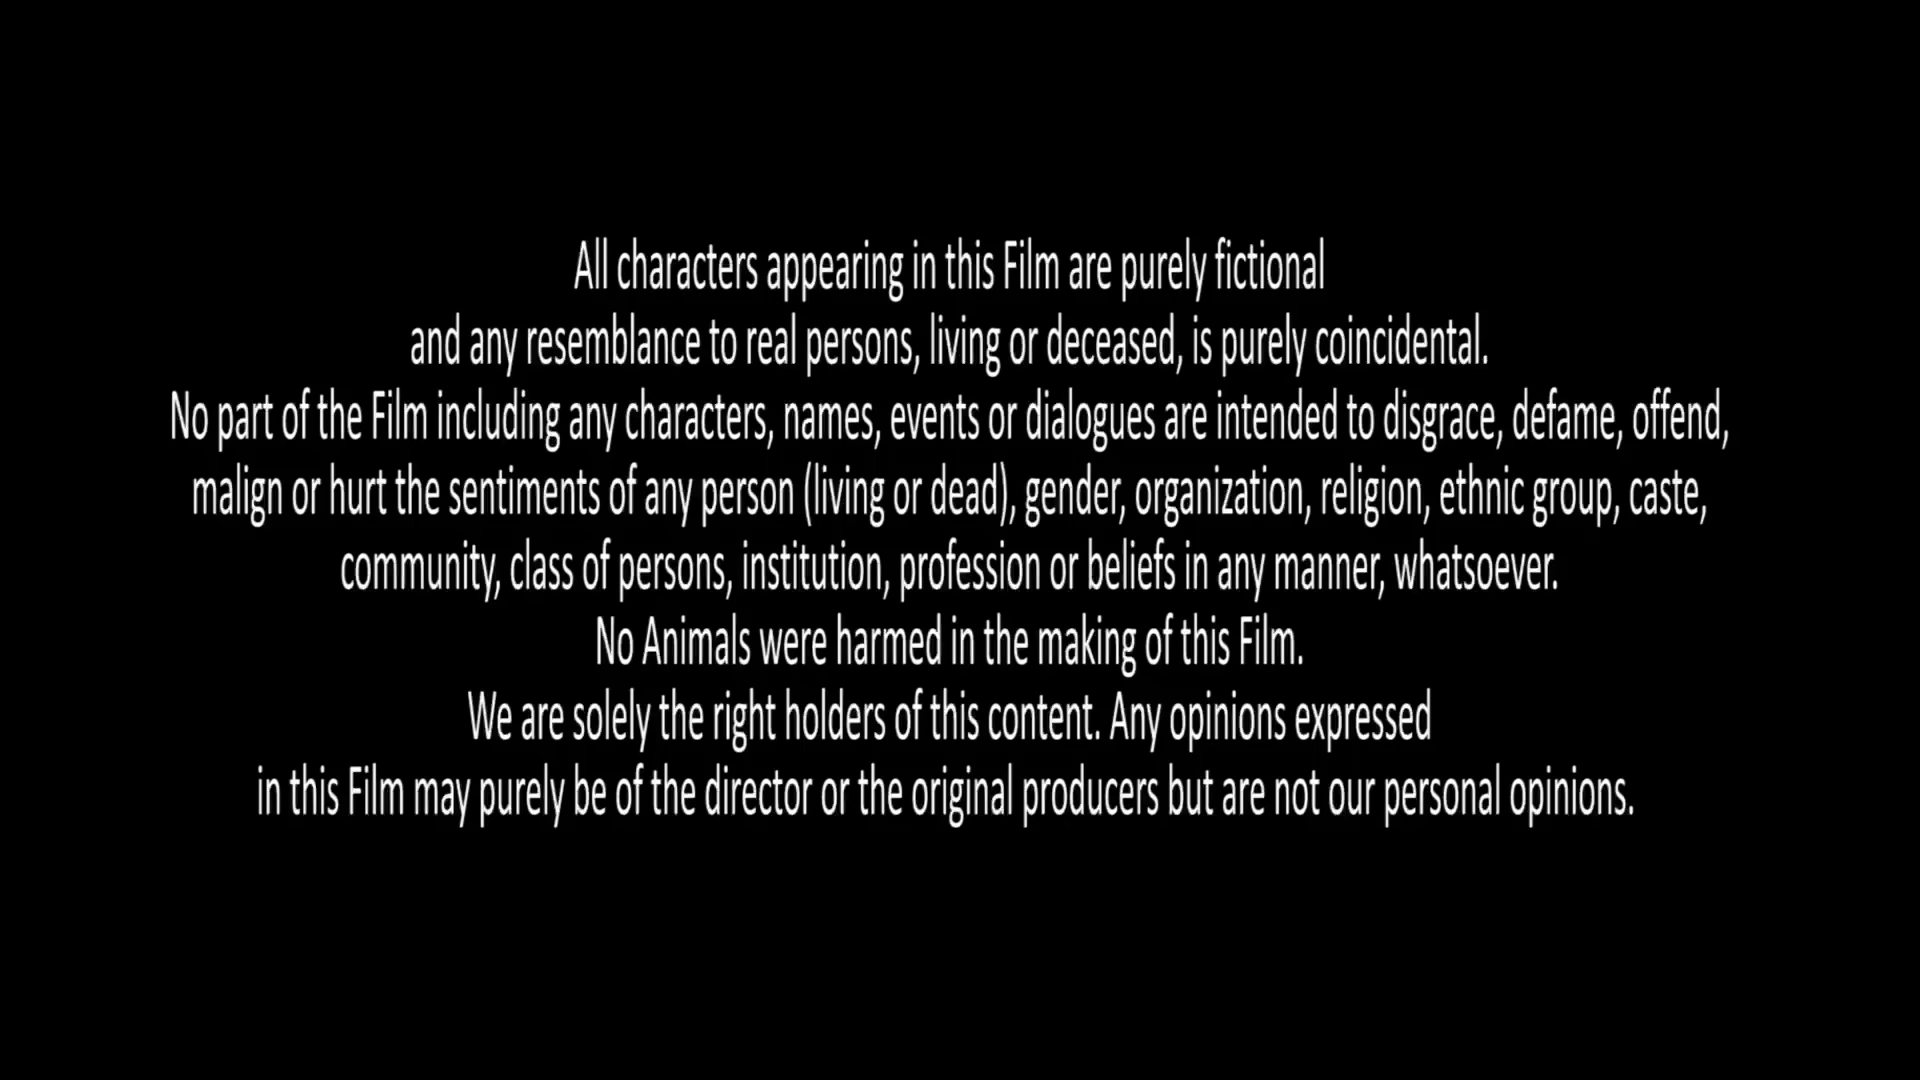 All characters appearing in this Film are purely fictional
and any resemblance to real persons, living or deceased, is purely coincidental.
No part of the Film including any characters, names, events or dialogues are intended to disgrace, defame, offend,
malign or hurt the sentiments of any person (living or dead), gender, organization, religion, ethnic group, caste,
community, class of persons, institution, profession or beliefs in any manner, whatsoever.
No Animals were harmed in the making of this Film.
We are solely the right holders of this content. Any opinions expressed
in this Film may purely be of the director or the original producers but are not our personal opinions.